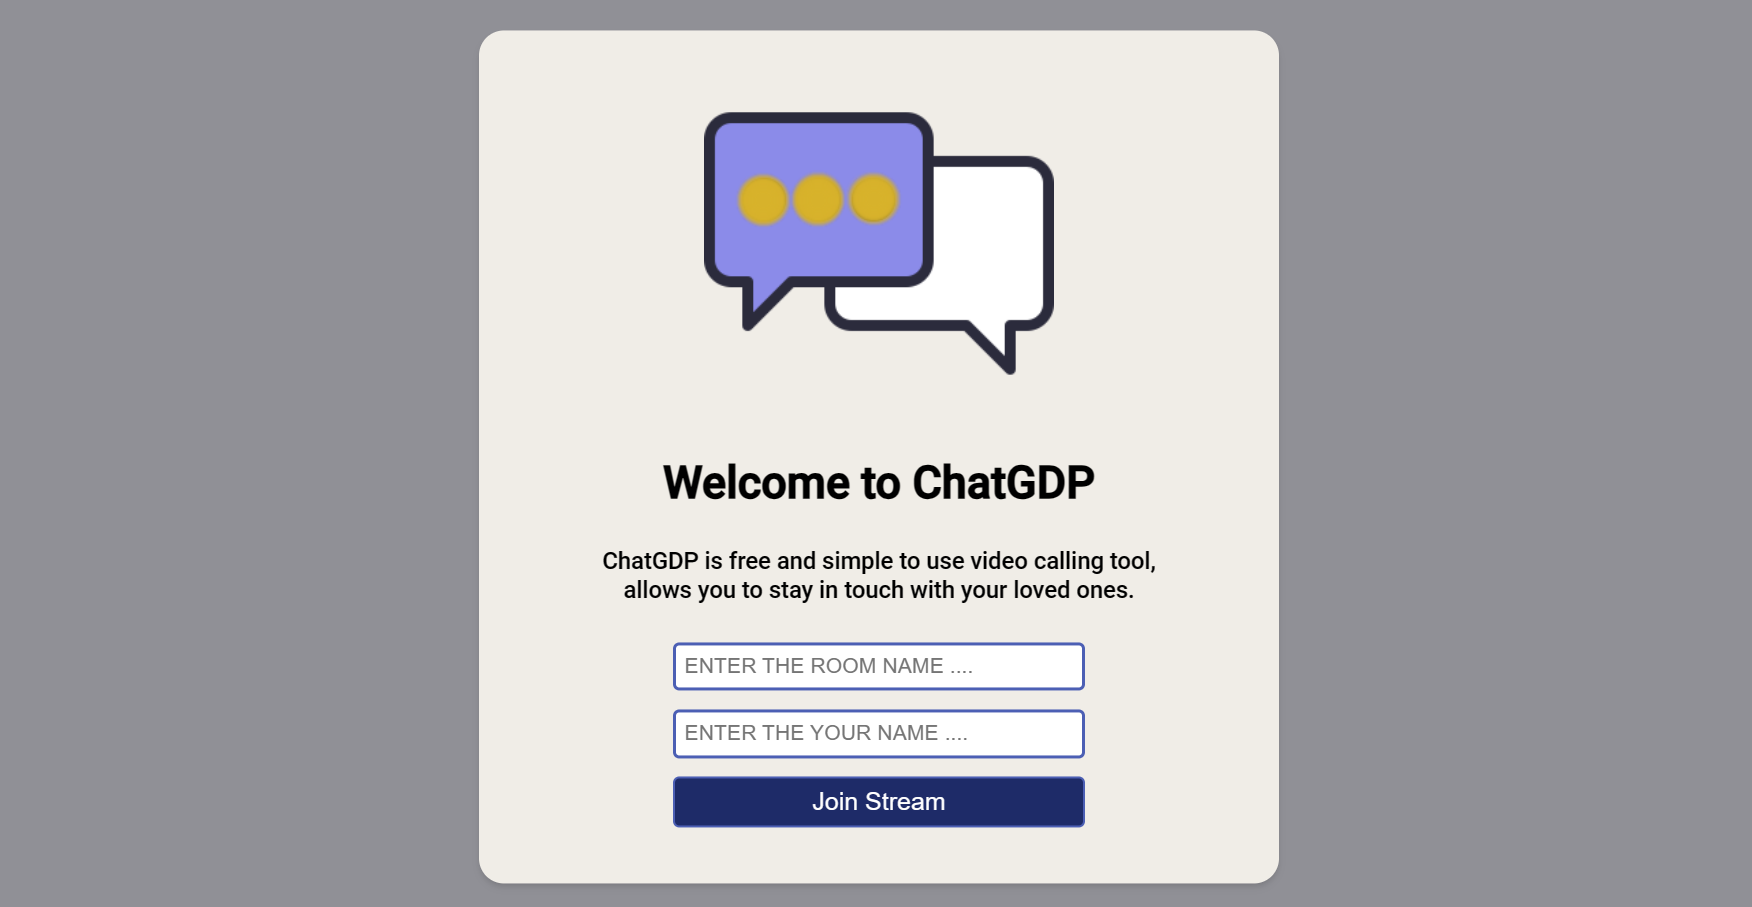 Welcome to ChatGDP
ChatGDP is free and simple to use video calling tool,
allows you to stay in touch with your loved ones.
ENTER THE ROOM NAME ....
ENTER THE YOUR NAME ....
Join Stream